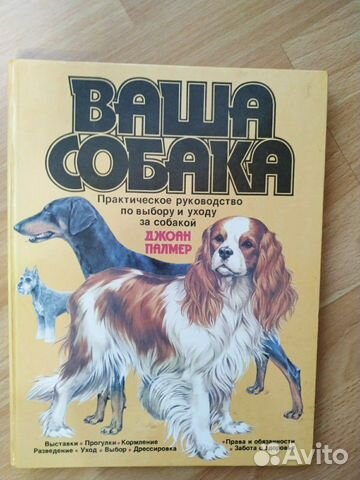 ВАША
СОБАКА
Практическое руководство
по выбору и уходу
за собакой
ДЖОАН
ПАЛМЕР
Выставки • Прогулки • Кормление
Разведение • Уход • Выбор • Дрессировка
• Права и обязанности
• Забота о здоровье
Avito